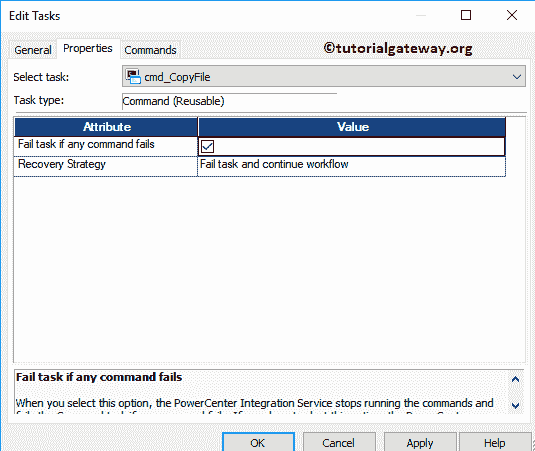 Edit Tasks
General Properties Commands
©tutorialgateway.org
Select task: cmd_CopyFile
Task type: Command (Reusable)
Attribute Value
Fail task if any command fails
Recovery Strategy Fail task and continue workflow
Fail task if any command fails
When you select this option, the PowerCenter Integration Service stops running the commands and
OK Cancel Apply Help